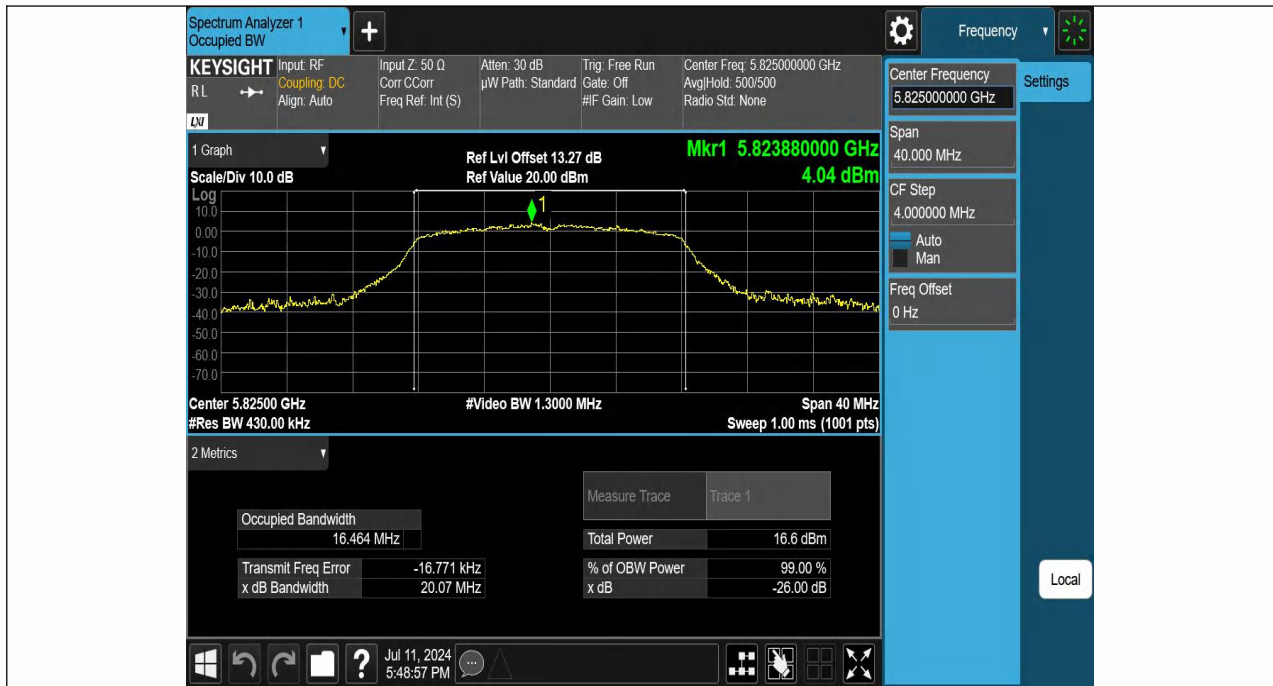 Spectrum Analyzer 1
Occupied BW
+
Frequency
KEYSIGHT
RL
LXI
Input: RF
Coupling: DC
Align: Auto
Input Z: 50 Ω
Corr CCorr
Freq Ref: Int (S)
Atten: 30 dB
µW Path: Standard
Trig: Free Run
Gate: Off
#IF Gain: Low
Center Freq: 5.825000000 GHz
Avg|Hold: 500/500
Radio Std: None
Center Frequency
5.825000000 GHz
Settings
Span
40.000 MHz
CF Step
4.000000 MHz
Auto
Man
Freq Offset
0 Hz
Local
1 Graph
Scale/Div 10.0 dB
Ref Lvl Offset 13.27 dB
Ref Value 20.00 dBm
Mkr1 5.823880000 GHz
4.04 dBm
Log
10.0
0.00
-10.0
-20.0
-30.0
-40.0
-50.0
-60.0
-70.0
1
Center 5.82500 GHz
#Res BW 430.00 kHz
#Video BW 1.3000 MHz
Span 40 MHz
Sweep 1.00 ms (1001 pts)
2 Metrics
Measure Trace Trace 1
Occupied Bandwidth
16.464 MHz
Total Power 16.6 dBm
Transmit Freq Error -16.771 kHz
% of OBW Power 99.00 %
x dB Bandwidth 20.07 MHz
x dB -26.00 dB
?
Jul 11, 2024
5:48:57 PM